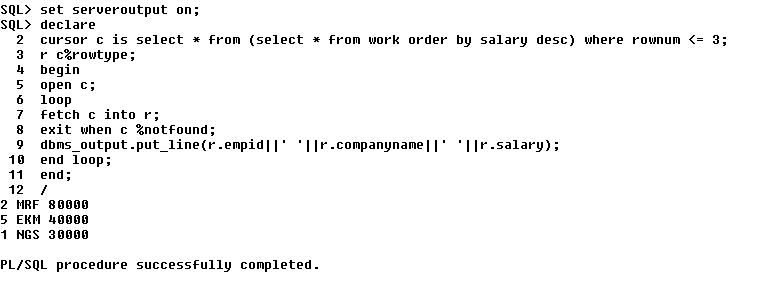 SQL> set serveroutput on;
SQL> declare
  2  cursor c is select * from (select * from work order by salary desc) where rownum <= 3;
  3  r c%rowtype;
  4  begin
  5  open c;
  6  loop
  7  fetch c into r;
  8  exit when c %notfound;
  9  dbms_output.put_line(r.empid||' '||r.companyname||' '||r.salary);
 10  end loop;
 11  end;
 12  /
2 MRF 80000
5 EKM 40000
1 NGS 30000

PL/SQL procedure successfully completed.